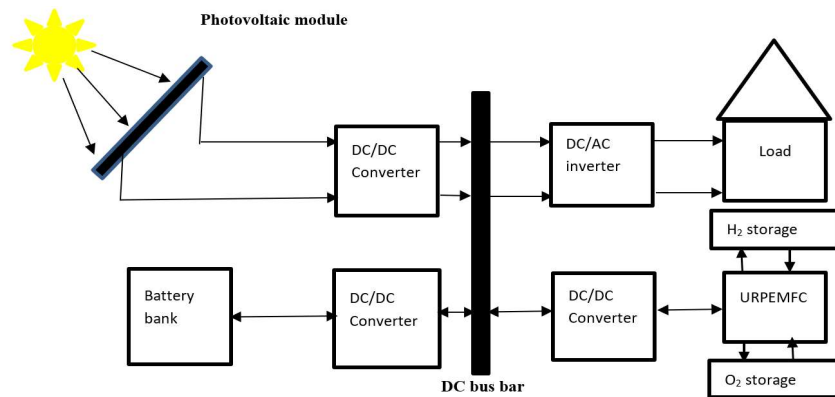 Photovoltaic module
DC/DC
Converter
DC/AC
inverter
Load
H₂ storage
Battery
bank
DC/DC
Converter
DC/DC
Converter
URPEMFC
O₂ storage
DC bus bar